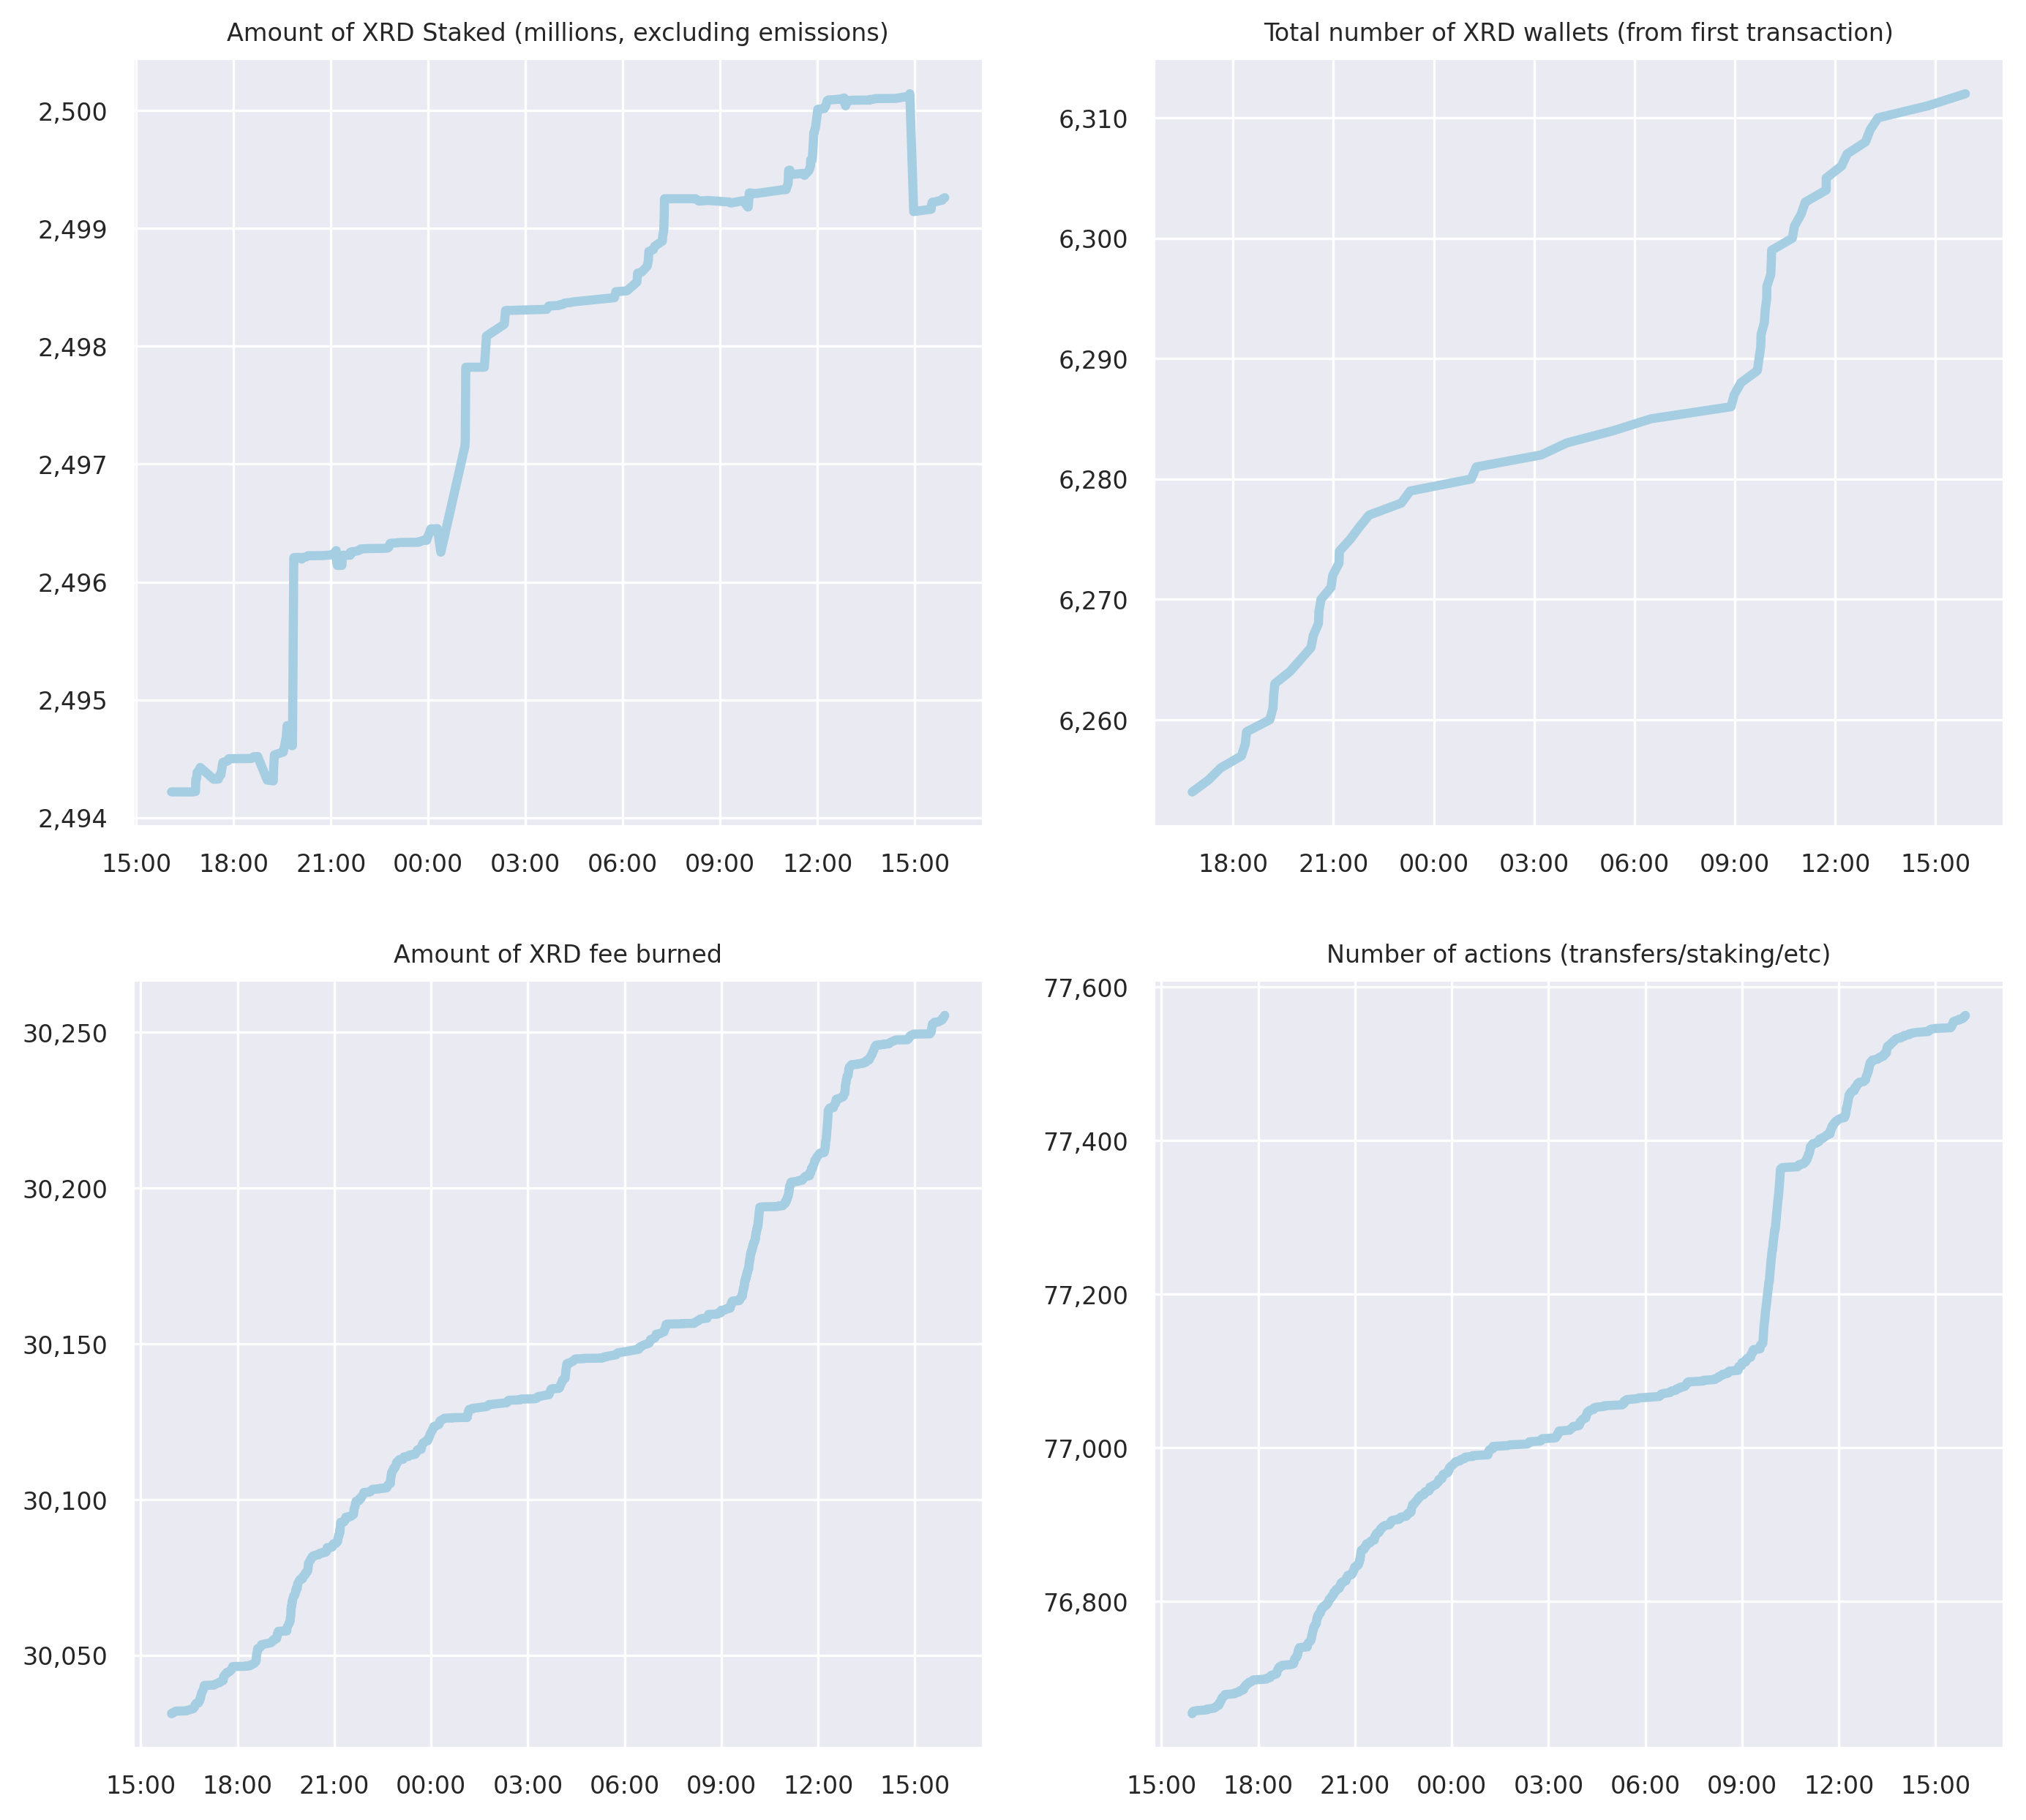 Amount of XRD Staked (millions, excluding emissions)
2,500
2,499
2,498
2,497
2,496
2,495
2,494
15:00 18:00 21:00 00:00 03:00 06:00 09:00 12:00 15:00
Total number of XRD wallets (from first transaction)
6,310
6,300
6,290
6,280
6,270
6,260
18:00 21:00 00:00 03:00 06:00 09:00 12:00 15:00
Amount of XRD fee burned
30,250
30,200
30,150
30,100
30,050
15:00 18:00 21:00 00:00 03:00 06:00 09:00 12:00 15:00
Number of actions (transfers/staking/etc)
77,600
77,400
77,200
77,000
76,800
15:00 18:00 21:00 00:00 03:00 06:00 09:00 12:00 15:00